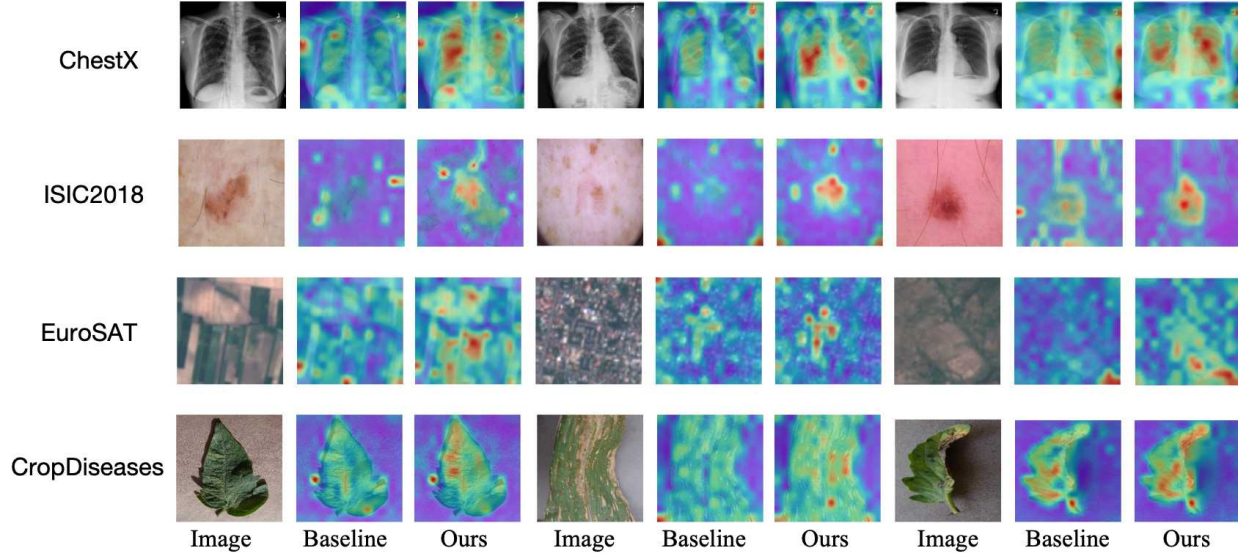 ChestX
ISIC2018
EuroSAT
CropDiseases
Image Baseline Ours Image Baseline Ours Image Baseline Ours